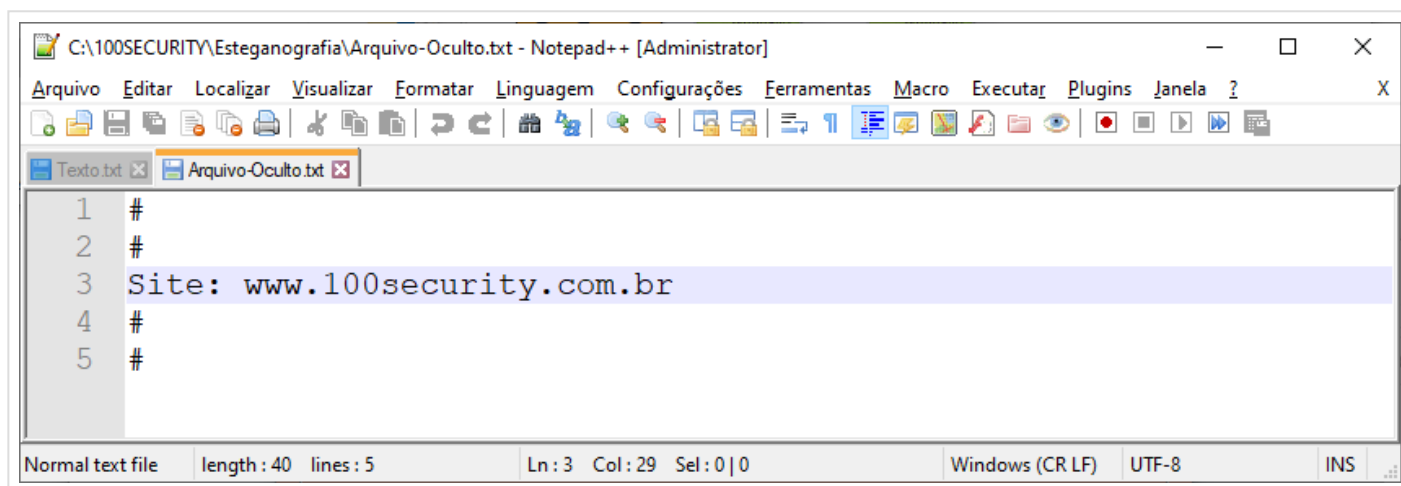 C:\100SECURITY\Esteganografia\Arquivo-Oculto.txt - Notepad++ [Administrator]
Arquivo Editar Localizar Visualizar Formatar Linguagem Configurações Ferramentas Macro Executar Plugins Janela ? X
Texto.txt Arquivo-Oculto.txt
1 #
2 #
3 Site: www.100security.com.br
4 #
5 #
Normal text file length : 40 lines : 5 Ln : 3 Col : 29 Sel : 0 | 0 Windows (CR LF) UTF-8 INS